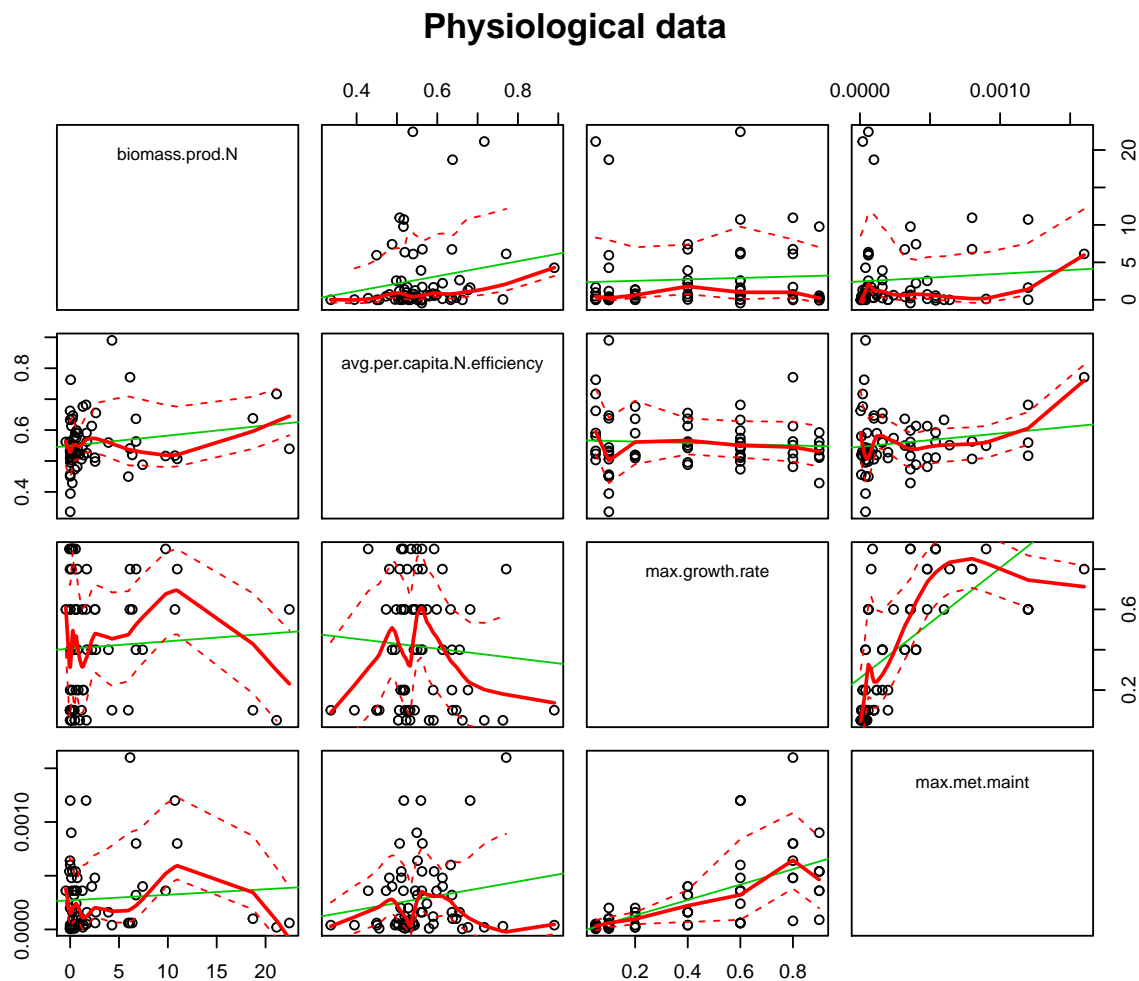 Physiological data
0.4 0.6 0.8 0.0000 0.0010
biomass.prod.N
0 5 10 20
avg.per.capita.N.efficiency
0.4 0.6 0.8
max.growth.rate
0.2 0.6
max.met.maint
0.0000 0.0010
0 5 10 15 20 0.2 0.4 0.6 0.8